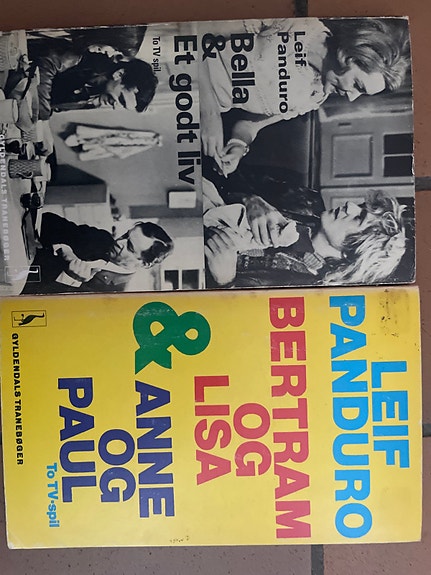 Leif
Panduro
Bella
&
Et godt liv
To TV-spil
GYLDENDALS TRANEBØGER
LEIF
PANDURO
BERTRAM
OG
LISA
& ANNE
OG
PAUL
To TV-spil
GYLDENDALS TRANEBØGER